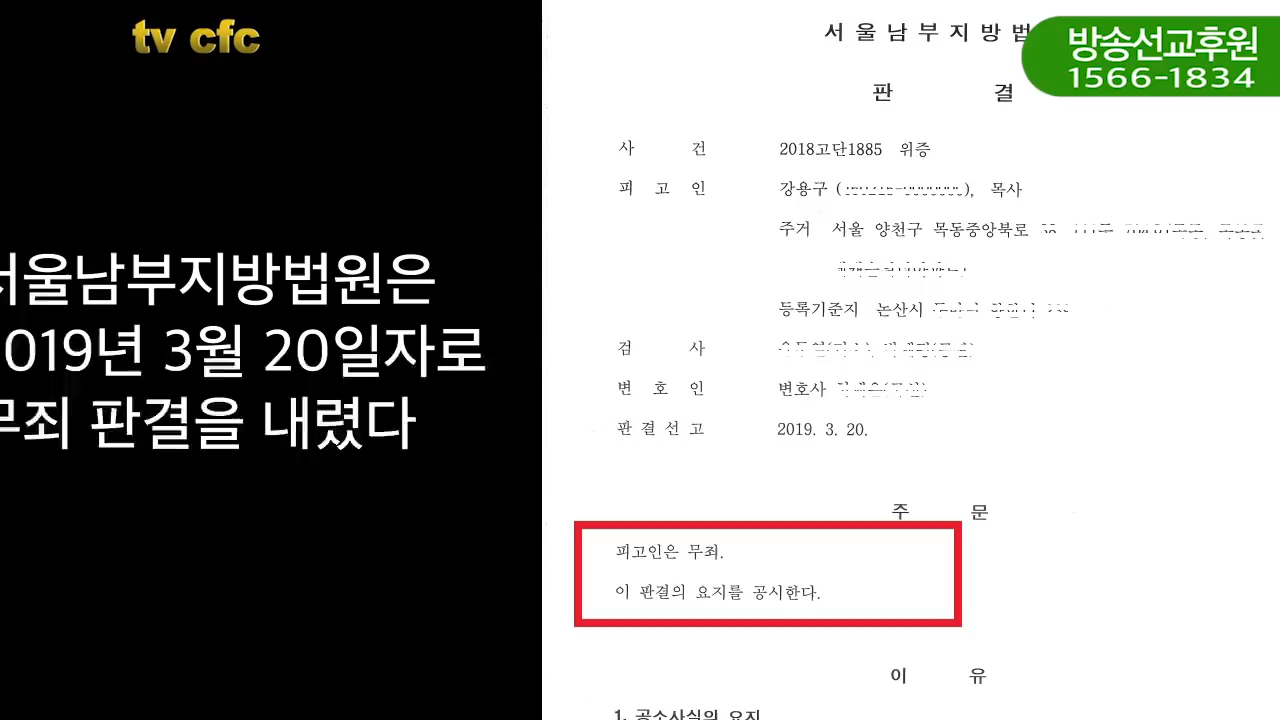 tv cfc
서울남부지방법원은
2019년 3월 20일자로
무죄 판결을 내렸다
방송선교후원
1566-1834
서 울 남 부 지 방 법
판 결
사 건 2018고단1885 위증
피 고 인 강용구 ( ), 목사
주거 서울 양천구 목동중앙북로
등록기준지 논산시
검 사
변 호 인 변호사
판 결 선 고 2019. 3. 20.
주 문
피고인은 무죄.
이 판결의 요지를 공시한다.
이 유
1. 공소사실의 요지